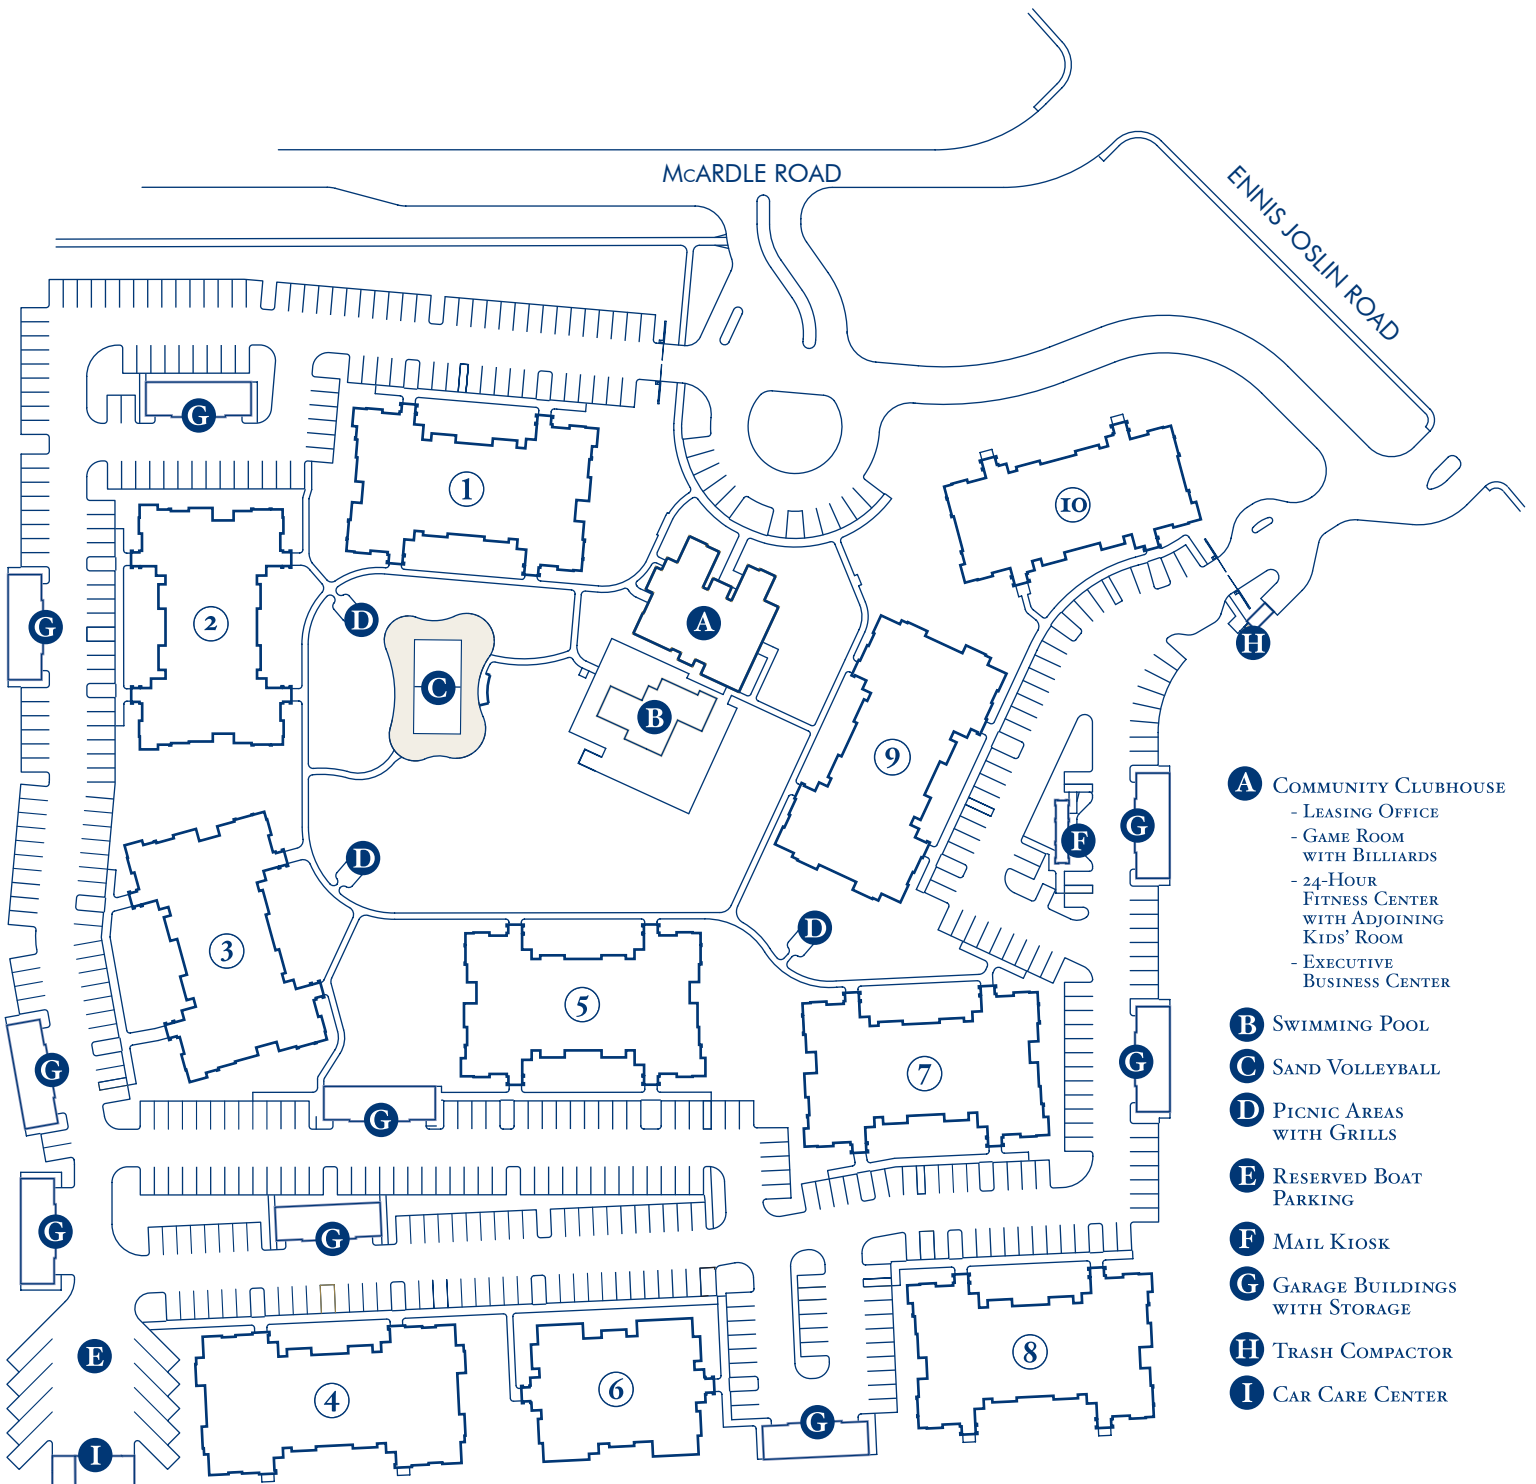 McARDLE ROAD
ENNIS JOSLIN ROAD
G
1
10
2
G
D
A
H
C
B
9
A Community Clubhouse
- Leasing Office
- Game Room
with Billiards
- 24-Hour
Fitness Center
with Adjoining
Kids' Room
- Executive
Business Center
B Swimming Pool
C Sand Volleyball
D Picnic Areas
with Grills
E Reserved Boat
Parking
F Mail Kiosk
G Garage Buildings
with Storage
H Trash Compactor
I Car Care Center
G
F
D
D
3
5
G
G
7
G
G
G
E
8
6
4
G
I